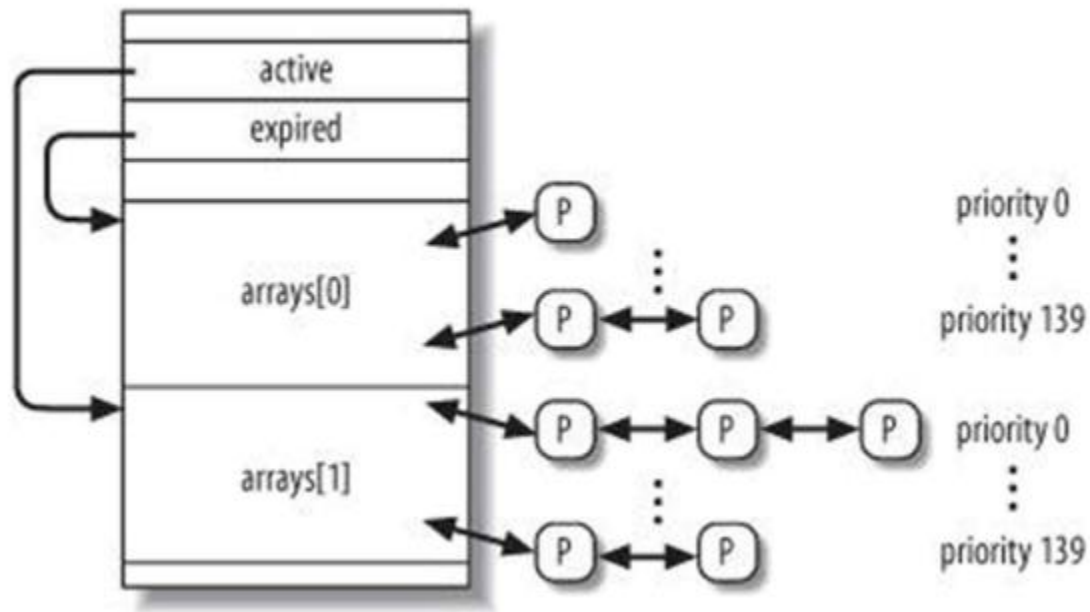 active
expired
P
priority 0
arrays[0]
P
P
priority 139
P
P
P
priority 0
arrays[1]
P
P
priority 139